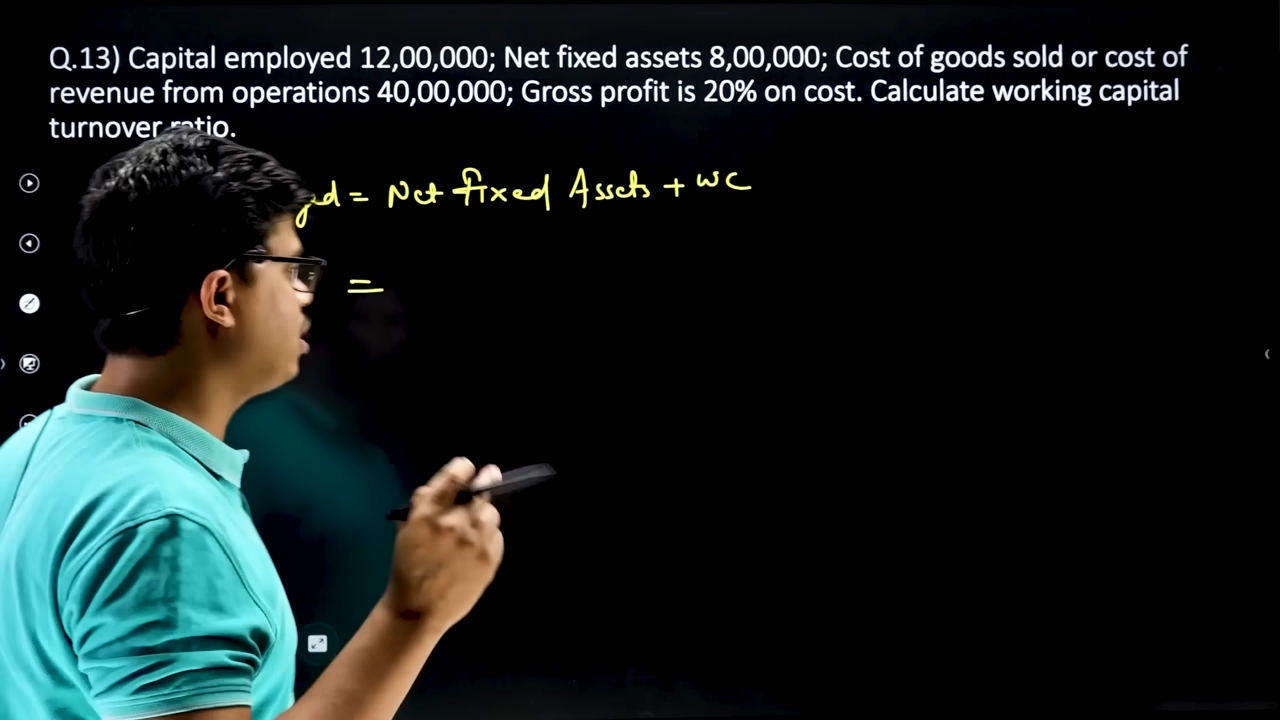 Q.13) Capital employed 12,00,000; Net fixed assets 8,00,000; Cost of goods sold or cost of
revenue from operations 40,00,000; Gross profit is 20% on cost. Calculate working capital
turnover ratio.
= Net Fixed Assets + WC
=